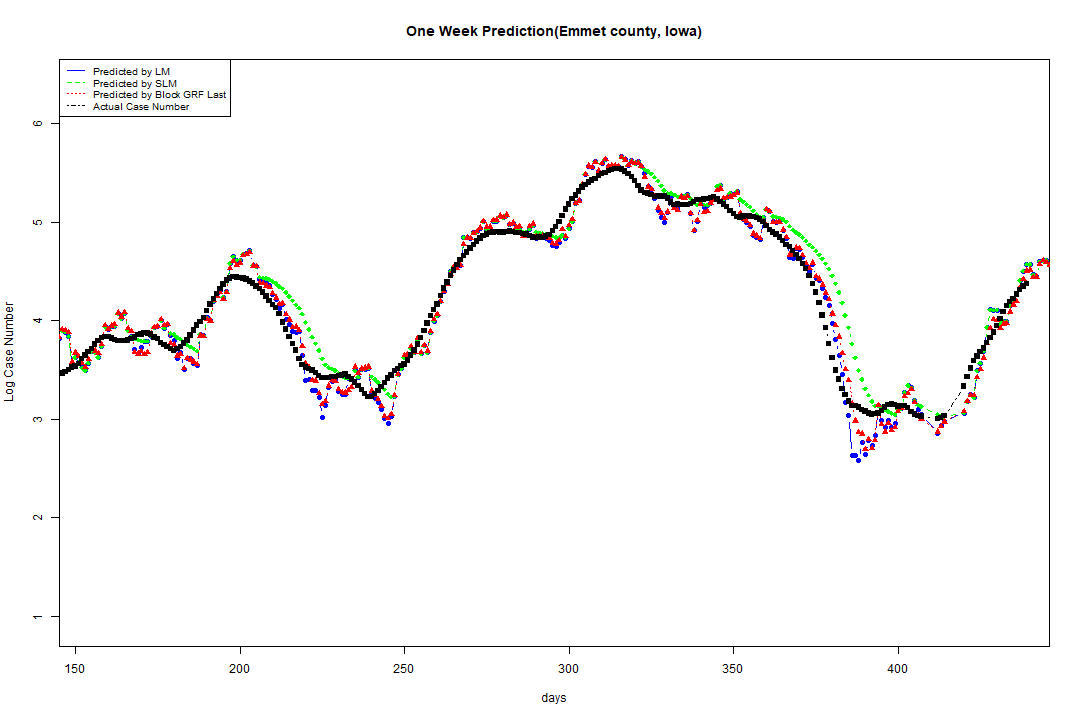 One Week Prediction(Emmet county, Iowa)
Predicted by LM
Predicted by SLM
Predicted by Block GRF Last
Actual Case Number
6
5
4
3
2
1
Log Case Number
150 200 250 300 350 400
days